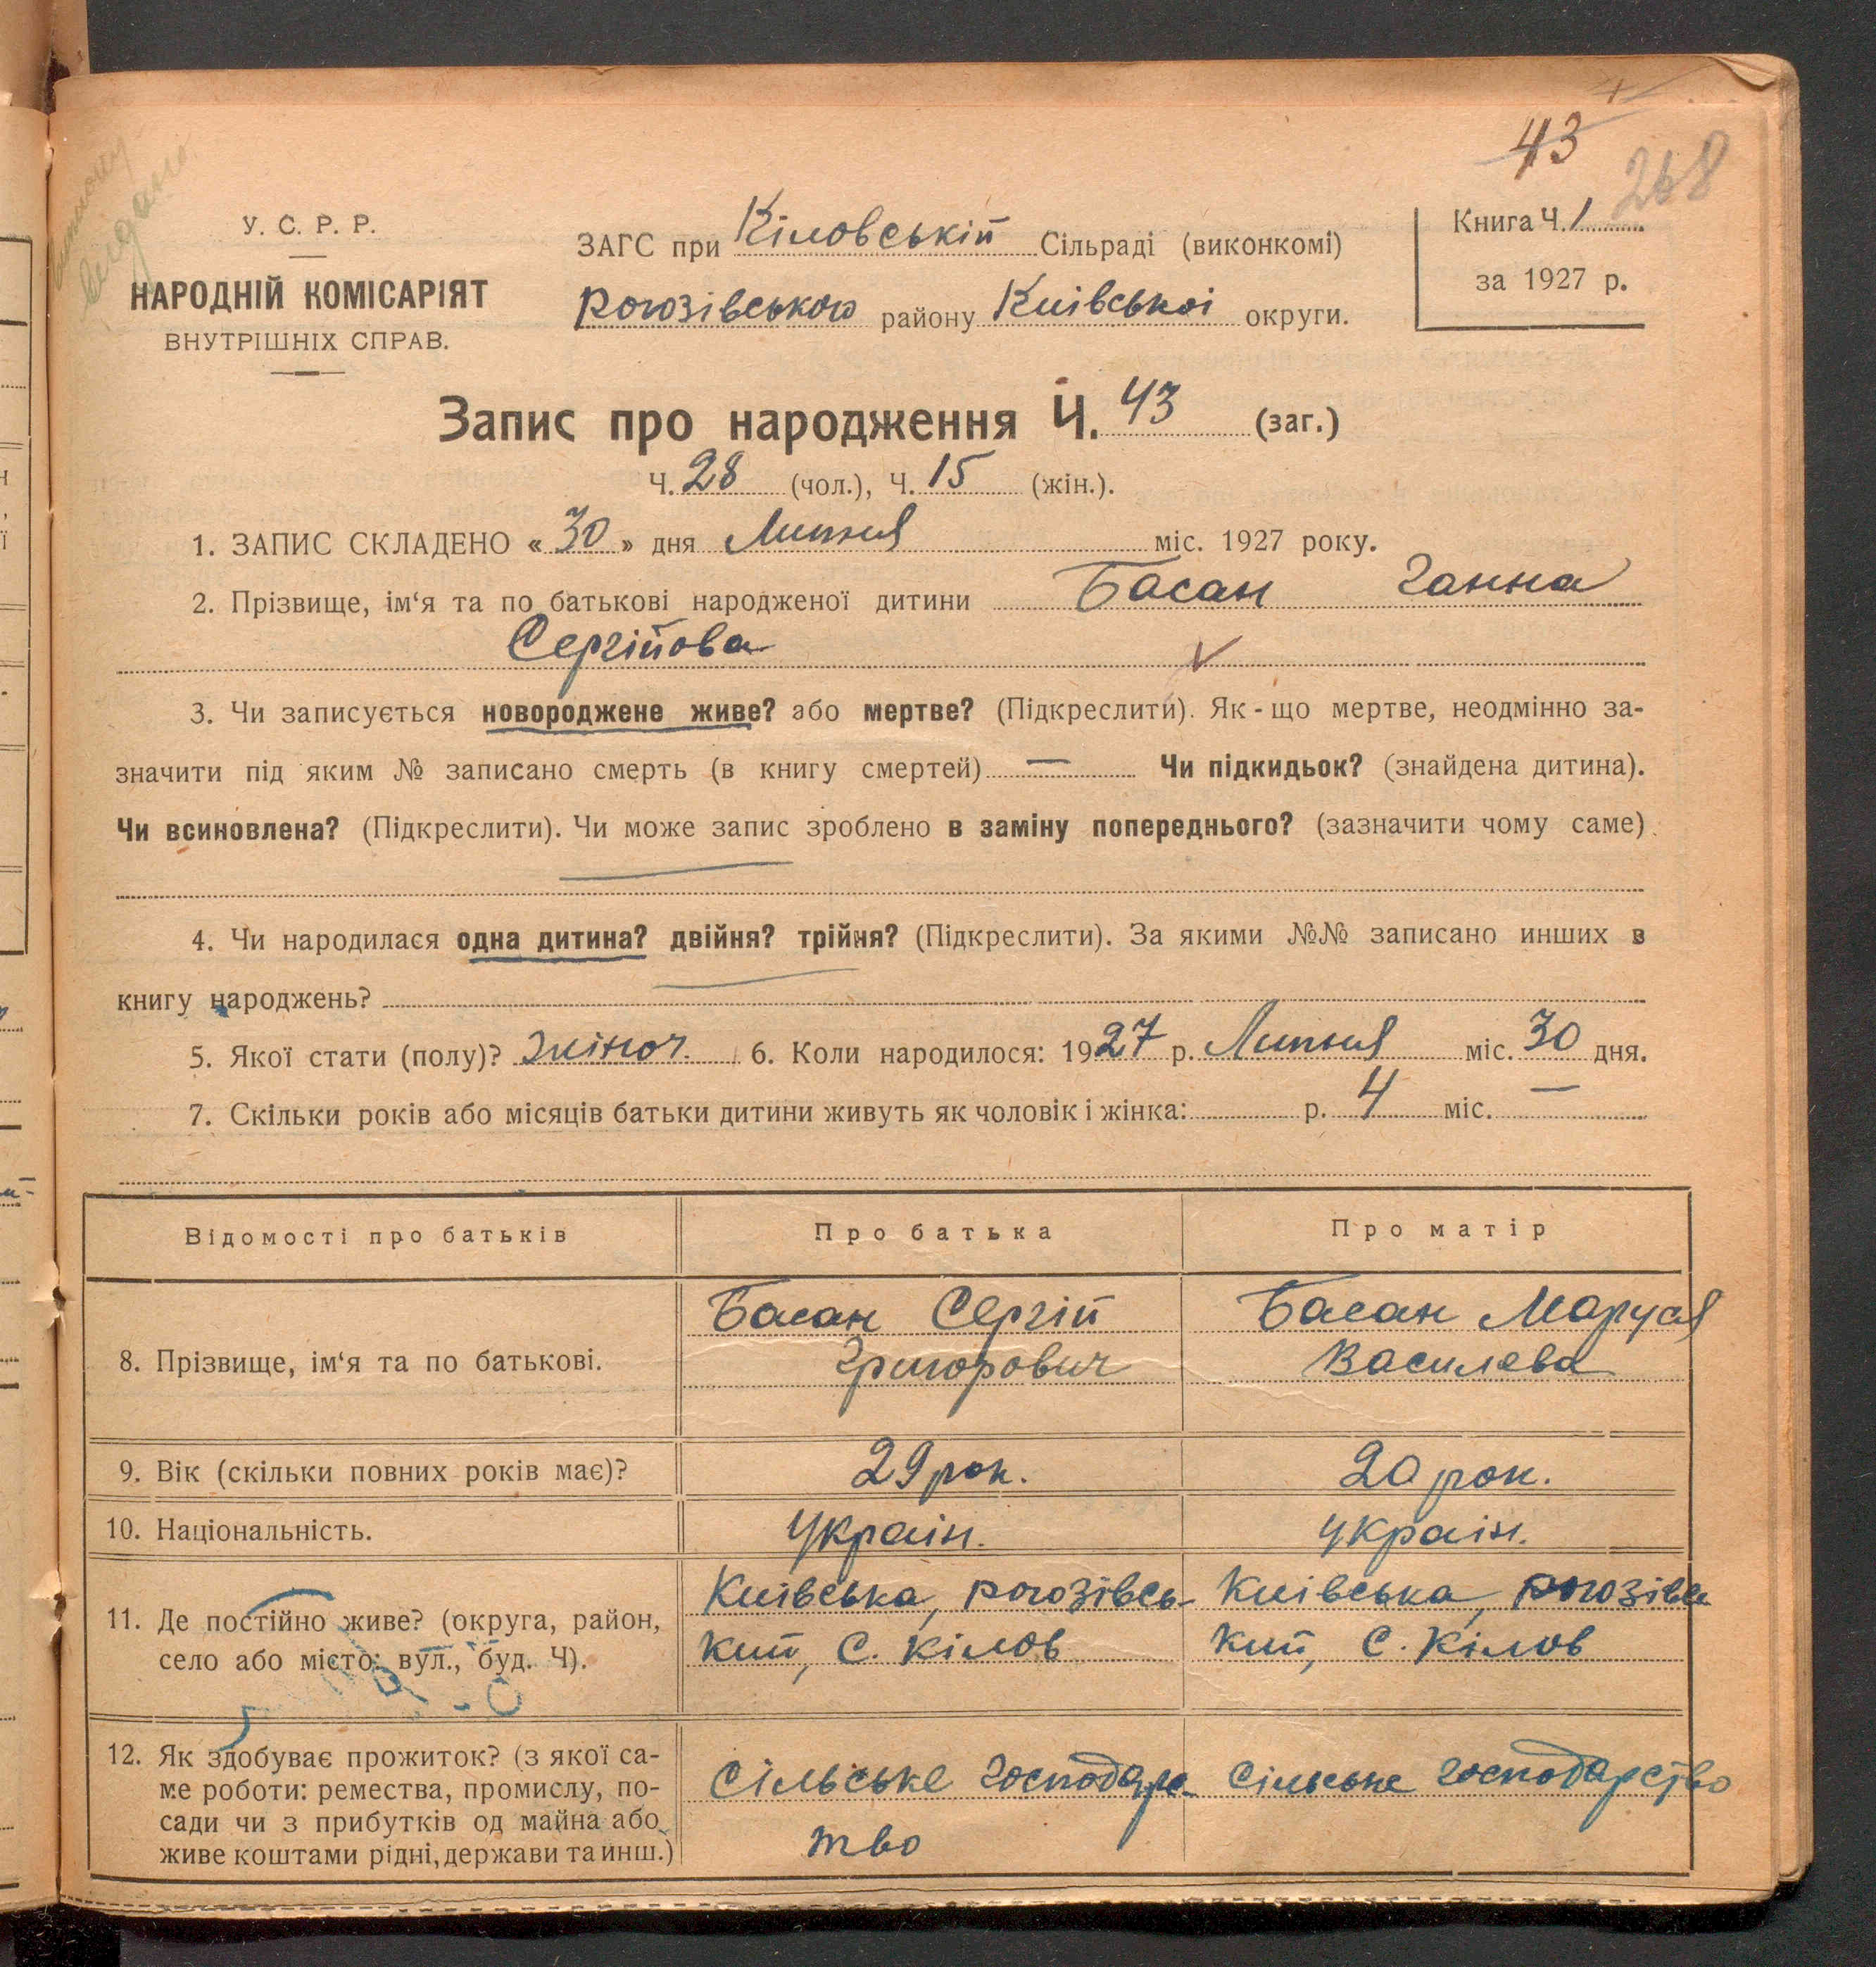 43
268
У. С. Р. Р.
НАРОДНІЙ КОМІСАРІЯТ
ВНУТРІШНІХ СПРАВ.
ЗАГС при Кіловській Сільраді (виконкомі)
Рогозівського району Київської округи.
Книга Ч. 1
за 1927 р.
Запис про народження Ч. 43 (заг.)
Ч. 28 (чол.), Ч. 15 (жін.).
1. ЗАПИС СКЛАДЕНО « 30 » дня Липня міс. 1927 року.
2. Прізвище, ім‘я та по батькові народженої дитини Басан Ганна
Сергійова
3. Чи записується новороджене живе? або мертве? (Підкреслити). Як - що мертве, неодмінно за-
значити під яким № записано смерть (в книгу смертей) — Чи підкидьок? (знайдена дитина).
Чи всиновлена? (Підкреслити). Чи може запис зроблено в заміну попереднього? (зазначити чому саме)
4. Чи народилася одна дитина? двійня? трійня? (Підкреслити). За якими №№ записано инших в
книгу народжень?
5. Якої стати (полу)? Жіноч. 6. Коли народилося: 1927 р. Липня міс. 30 дня.
7. Скільки років або місяців батьки дитини живуть як чоловік і жінка: р. 4 міс. —
Відомості про батьків Про батька Про матір
8. Прізвище, ім‘я та по батькові.
Басан Сергій
Григорович
Басан Маруся
Василева
9. Вік (скільки повних років має)? 29 рок. 20 рок.
10. Національність. Україн. Україн.
11. Де постійно живе? (округа, район,
село або місто; вул., буд. Ч).
Київська, Рогозівсь-
кий, С. Кілов
Київська, Рогозівсь
кий, С. Кілов
12. Як здобуває прожиток? (з якої са-
ме роботи: ремества, промислу, по-
сади чи з прибутків од майна або
живе коштами рідні, держави та инш.)
Сільське господарс-
тво
Сільське господарство